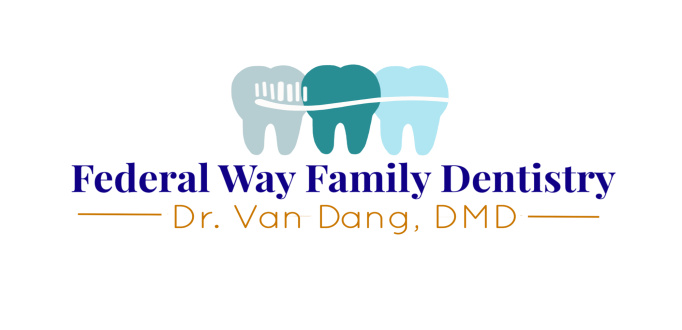 Federal Way Family Dentistry
Dr. Van Dang, DMD